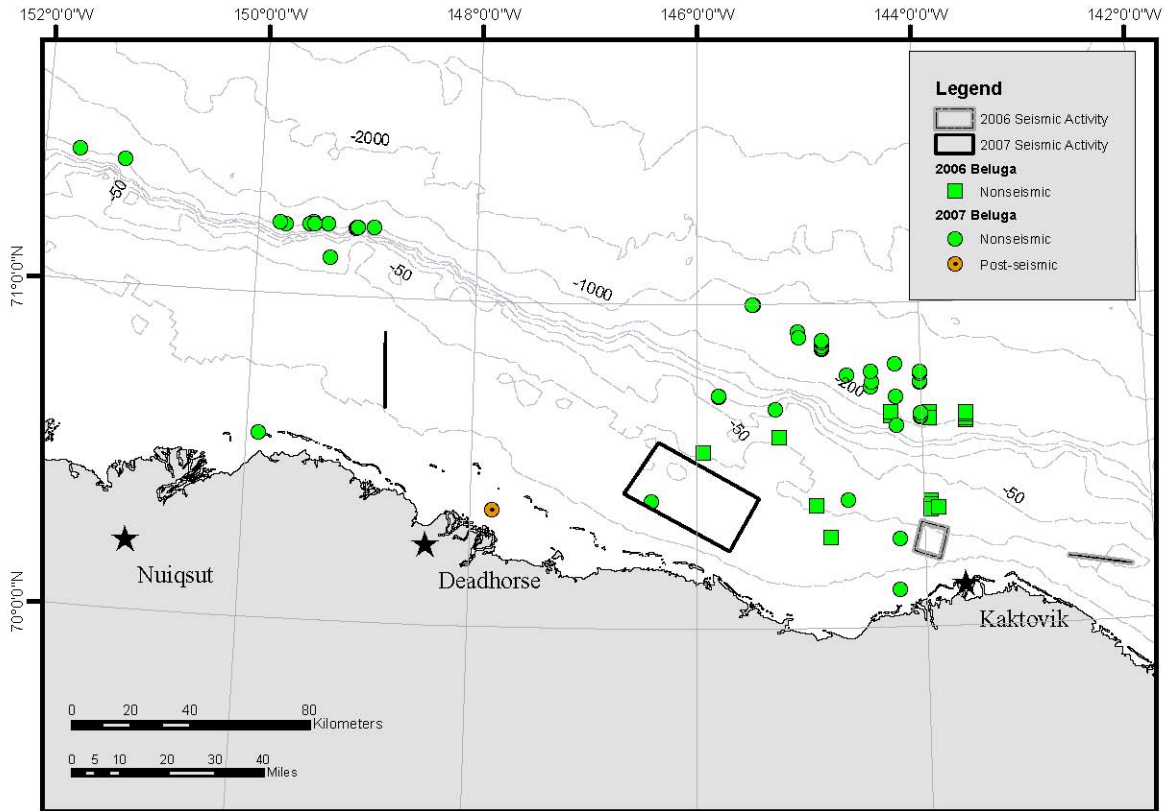 152°0'0"W 150°0'0"W 148°0'0"W 146°0'0"W 144°0'0"W 142°0'0"W
Legend
2006 Seismic Activity
2007 Seismic Activity
2006 Beluga
Nonseismic
2007 Beluga
Nonseismic
Post-seismic
-2000
-50
-50
-1000
-200
-50
-50
71°0'0"N
70°0'0"N
Nuiqsut
Deadhorse
Kaktovik
0 20 40 80
Kilometers
0 5 10 20 30 40
Miles